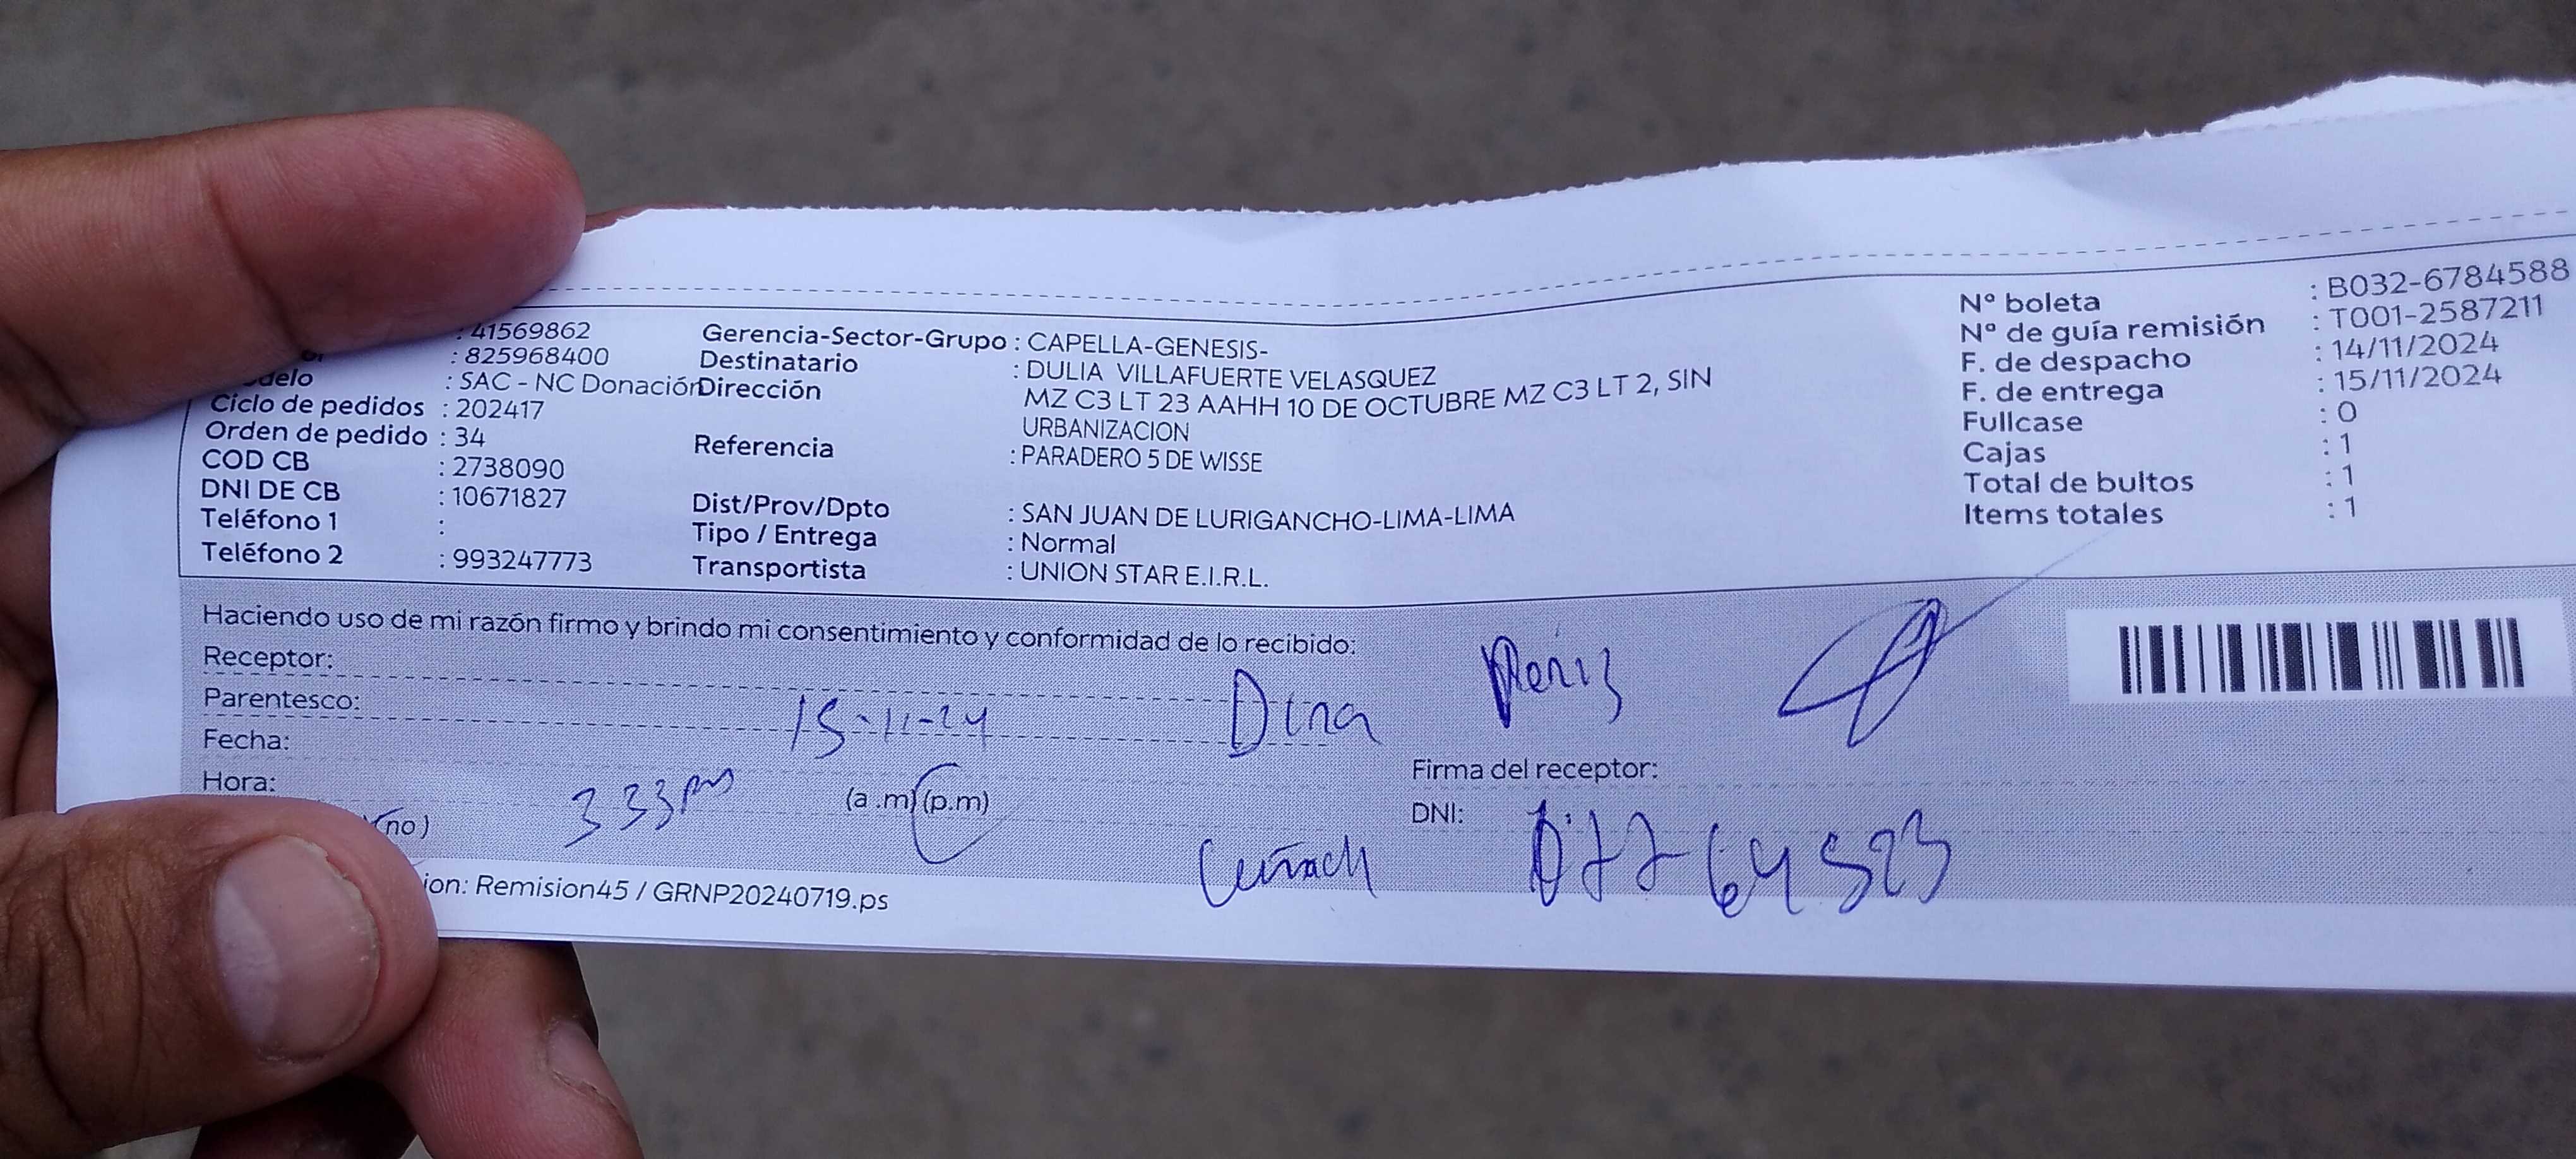 : 41569862
: 825968400
delo : SAC - NC Donación
Ciclo de pedidos : 202417
Orden de pedido : 34
COD CB : 2738090
DNI DE CB : 10671827
Teléfono 1 :
Teléfono 2 : 993247773
Gerencia-Sector-Grupo : CAPELLA-GENESIS-
Destinatario : DULIA VILLAFUERTE VELASQUEZ
Dirección MZ C3 LT 23 AAHH 10 DE OCTUBRE MZ C3 LT 2, SIN
URBANIZACION
Referencia : PARADERO 5 DE WISSE
Dist/Prov/Dpto : SAN JUAN DE LURIGANCHO-LIMA-LIMA
Tipo / Entrega : Normal
Transportista : UNION STAR E.I.R.L.
Nº boleta : B032-6784588
Nº de guía remisión : T001-2587211
F. de despacho : 14/11/2024
F. de entrega : 15/11/2024
Fullcase : 0
Cajas : 1
Total de bultos : 1
Items totales : 1
Haciendo uso de mi razón firmo y brindo mi consentimiento y conformidad de lo recibido:
Receptor: Dina
Parentesco:
Fecha: 15-11-24
Hora: 333pm (a.m) (p.m)
no )
Firma del receptor:
DNI: 07764523
ion: Remision45 / GRNP20240719.ps